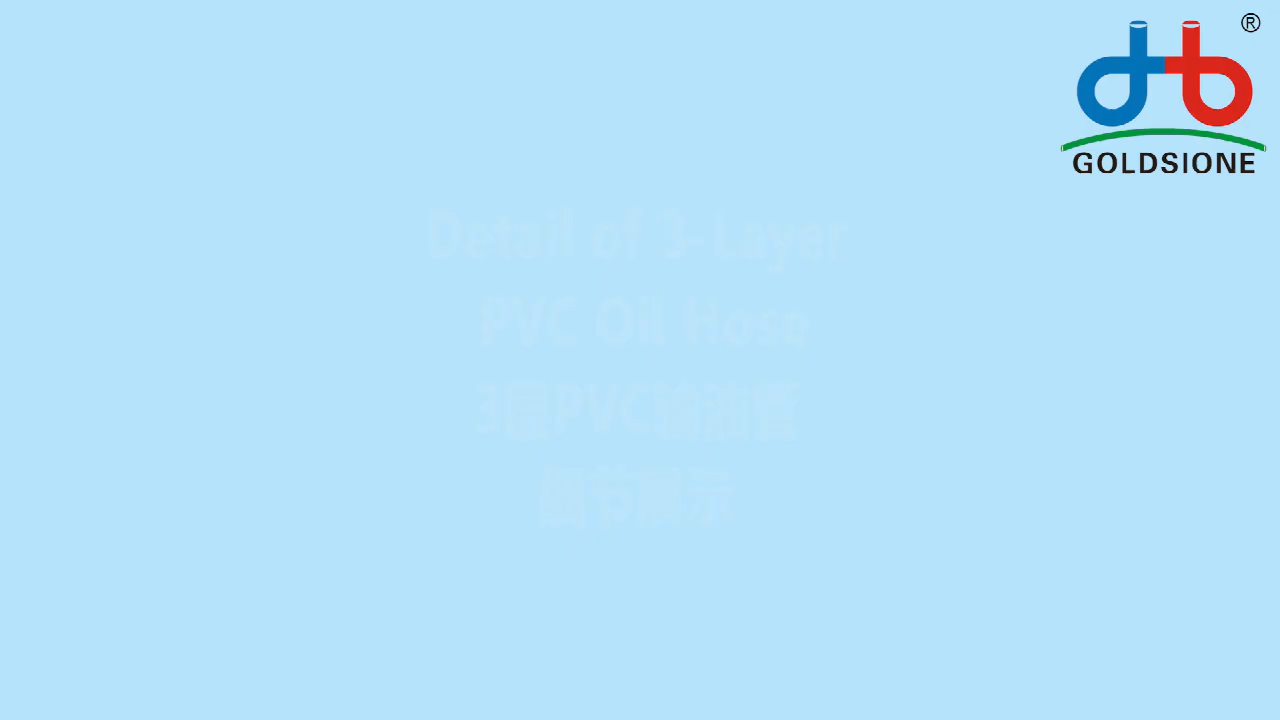 ®
GOLDSIONE
Detail of 3-Layer
PVC Oil Hose
3层PVC输液管
细节展示